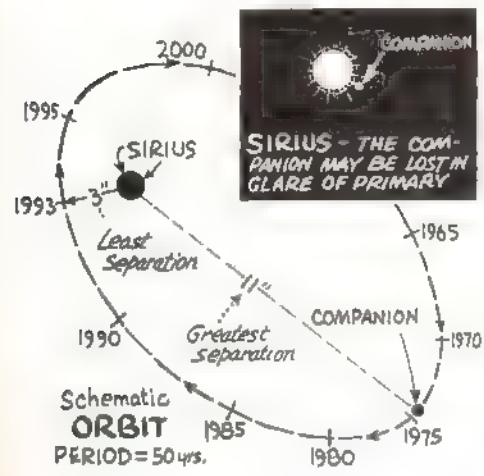 2000
COMPANION
1995
SIRIUS
SIRIUS - THE COM-
PANION MAY BE LOST IN
GLARE OF PRIMARY
1993
3"
1965
Least
Separation
11"
COMPANION
1990
Greatest
separation
1970
Schematic
ORBIT
PERIOD = 50 yrs.
1985
1980
1975